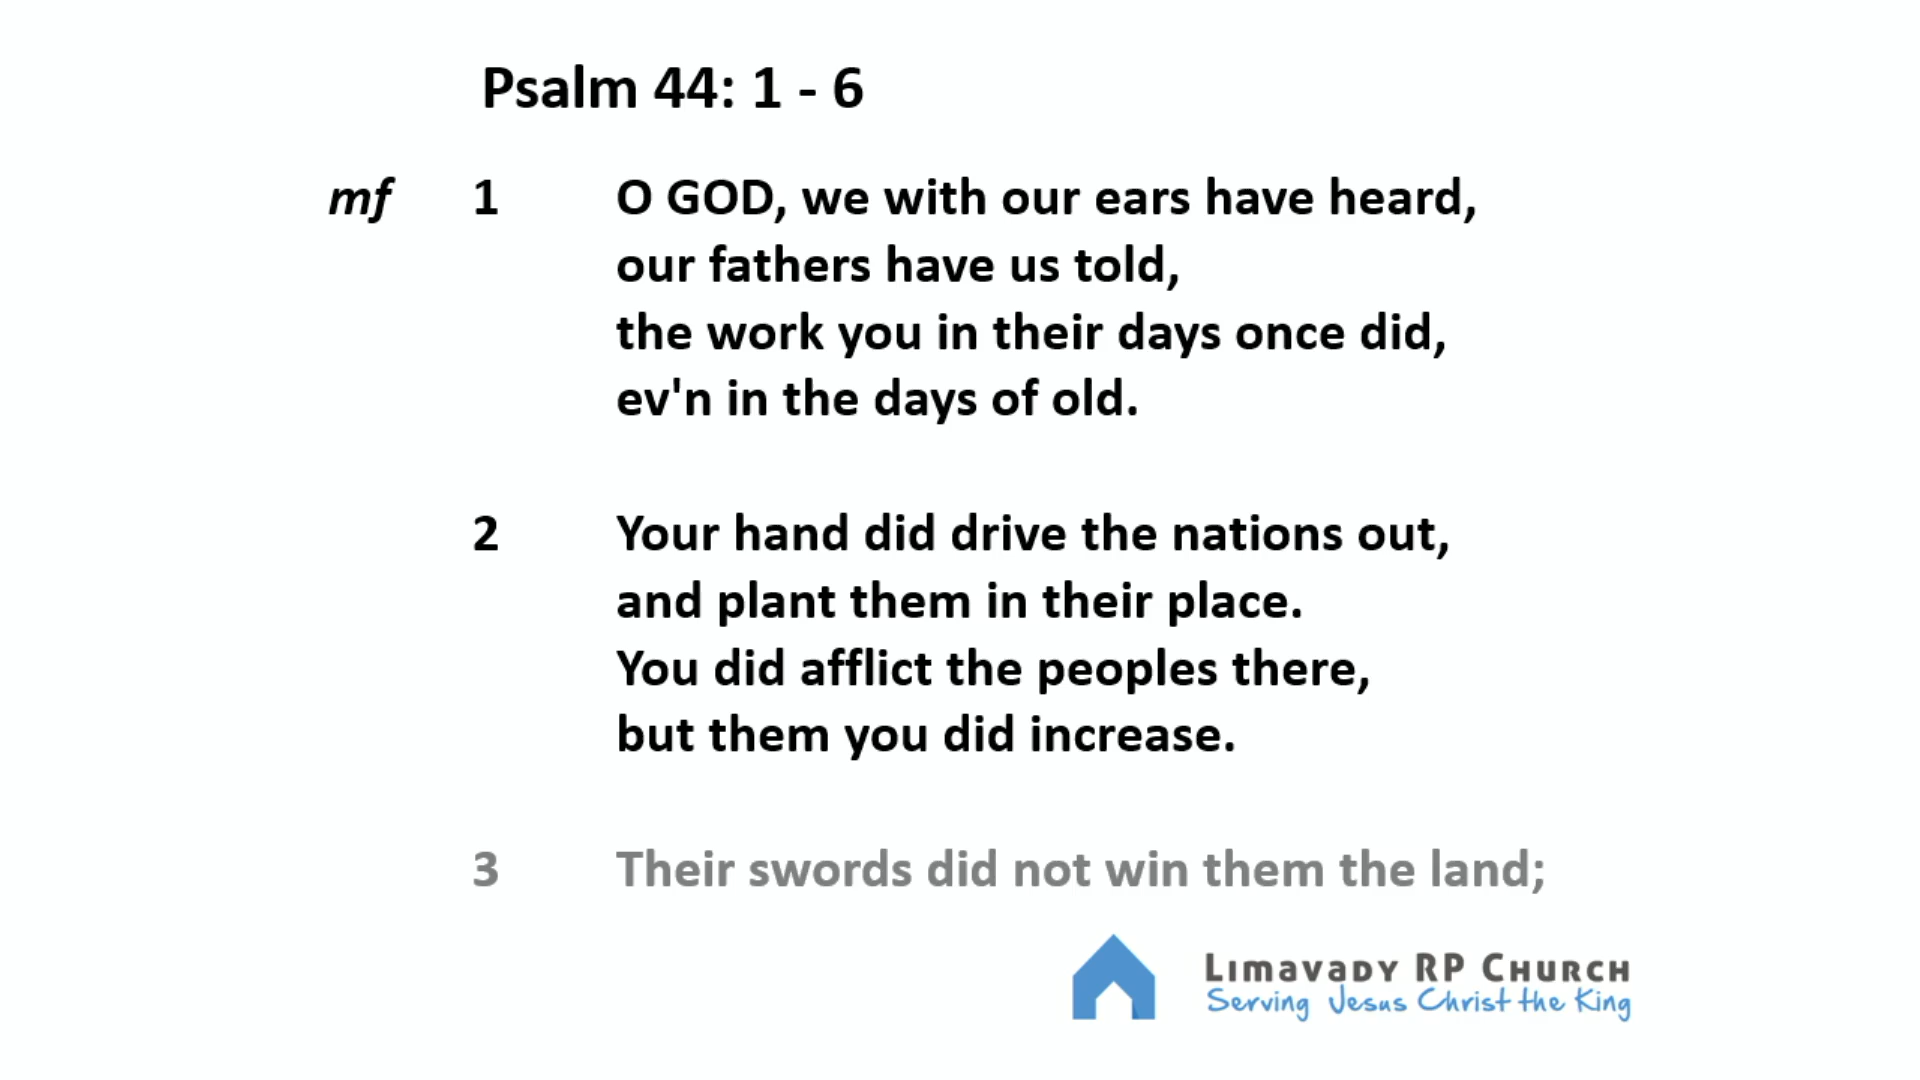 Psalm 44: 1 - 6
mf 1 O GOD, we with our ears have heard,
our fathers have us told,
the work you in their days once did,
ev'n in the days of old.
2 Your hand did drive the nations out,
and plant them in their place.
You did afflict the peoples there,
but them you did increase.
3 Their swords did not win them the land;
Limavady RP Church
Serving Jesus Christ the King